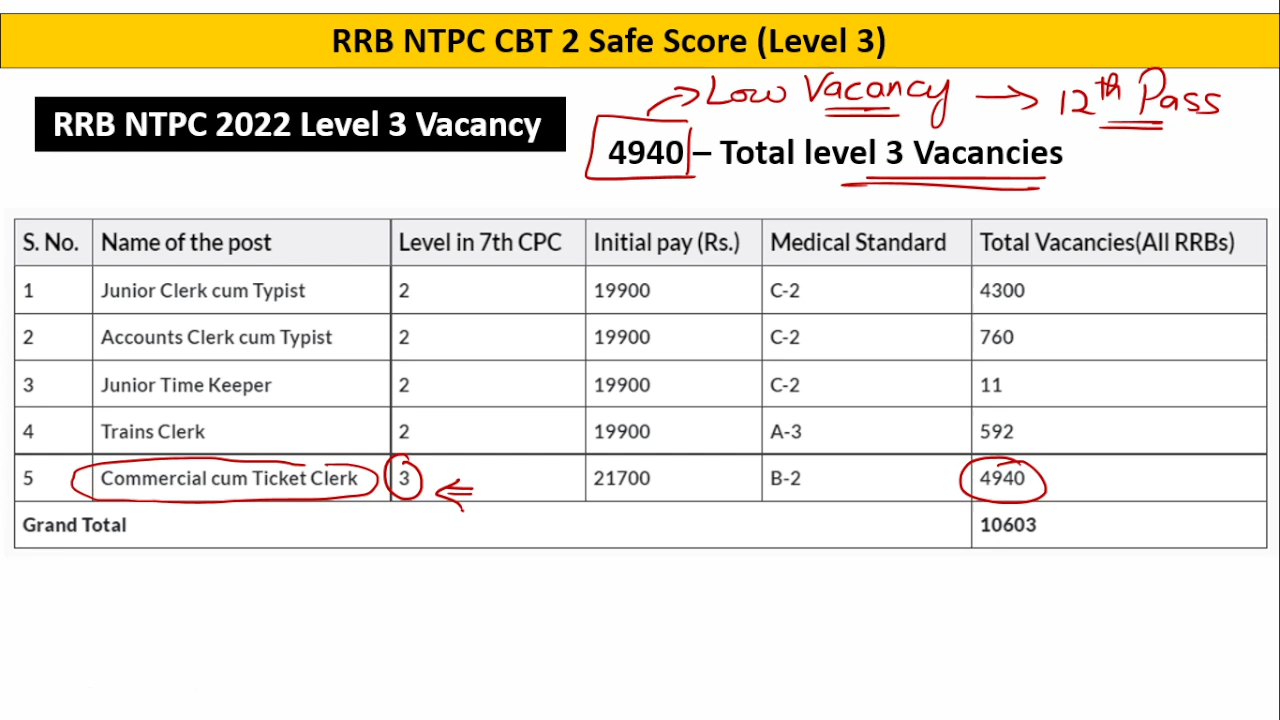 RRB NTPC CBT 2 Safe Score (Level 3)
Low Vacancy → 12th Pass
RRB NTPC 2022 Level 3 Vacancy
4940 – Total level 3 Vacancies
S. No. Name of the post Level in 7th CPC Initial pay (Rs.) Medical Standard Total Vacancies(All RRBs)
1 Junior Clerk cum Typist 2 19900 C-2 4300
2 Accounts Clerk cum Typist 2 19900 C-2 760
3 Junior Time Keeper 2 19900 C-2 11
4 Trains Clerk 2 19900 A-3 592
5 Commercial cum Ticket Clerk 3 21700 B-2 4940
Grand Total 10603